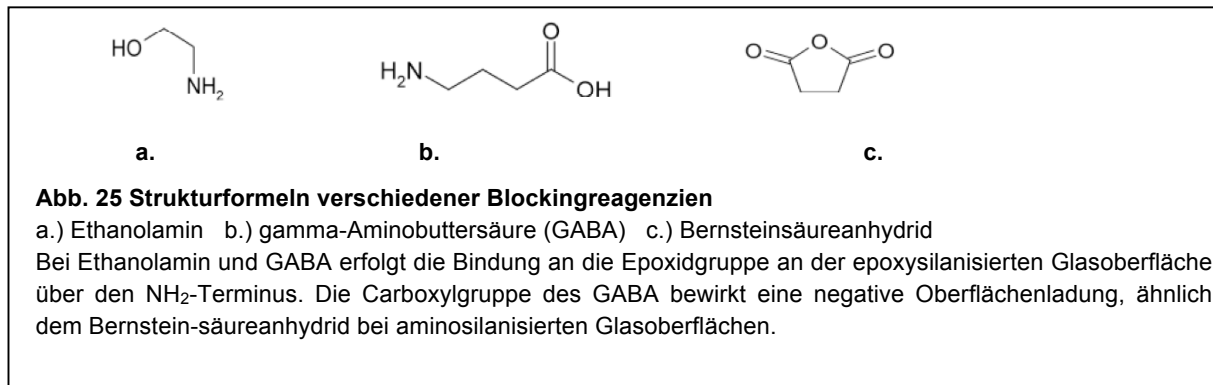 HO
NH2
H2N
O
OH
O
O
O
a. b. c.
Abb. 25 Strukturformeln verschiedener Blockingreagenzien
a.) Ethanolamin b.) gamma-Aminobuttersäure (GABA) c.) Bernsteinsäureanhydrid
Bei Ethanolamin und GABA erfolgt die Bindung an die Epoxidgruppe an der epoxysilanisierten Glasoberfläche
über den NH2-Terminus. Die Carboxylgruppe des GABA bewirkt eine negative Oberflächenladung, ähnlich
dem Bernstein-säureanhydrid bei aminosilanisierten Glasoberflächen.